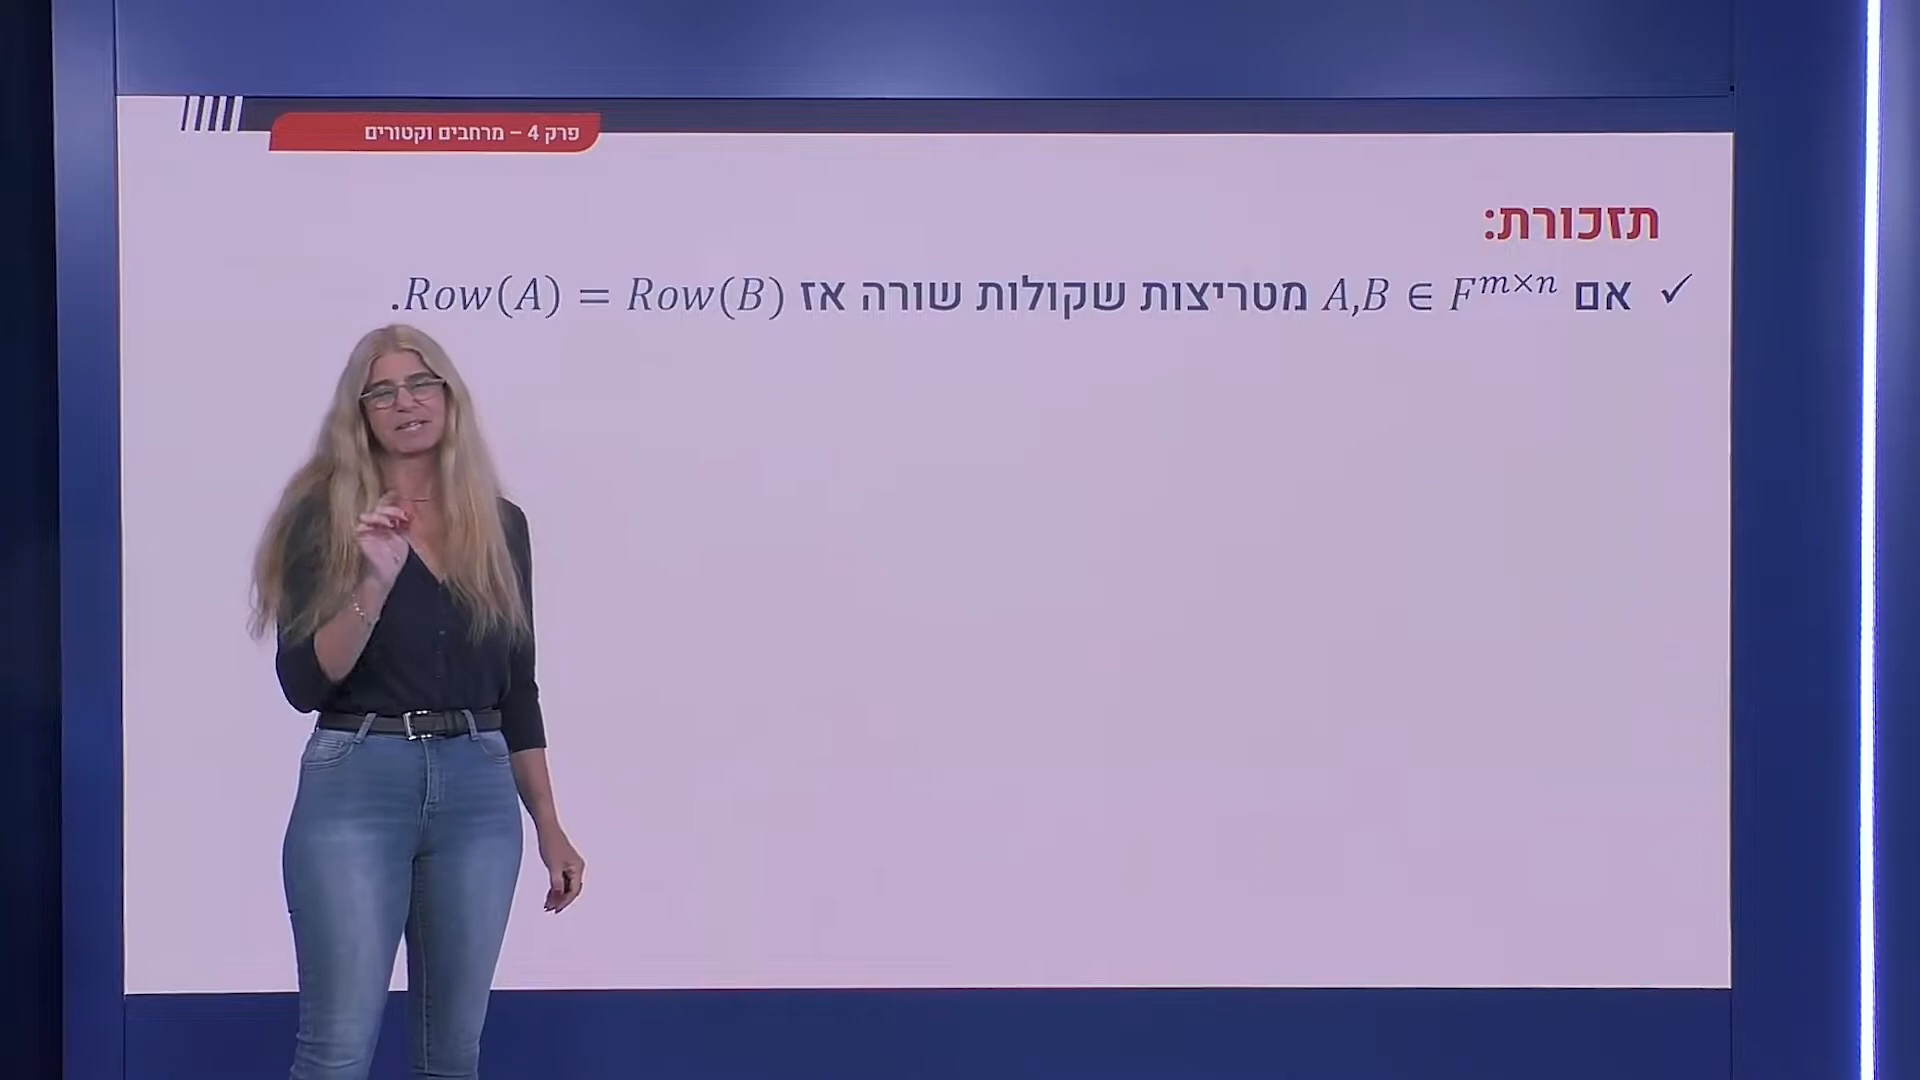 פרק 4 – מרחבים וקטורים
תזכורת:
✓ אם A,B ∈ F^{m×n} מטריצות שקולות שורה אז Row(A) = Row(B).